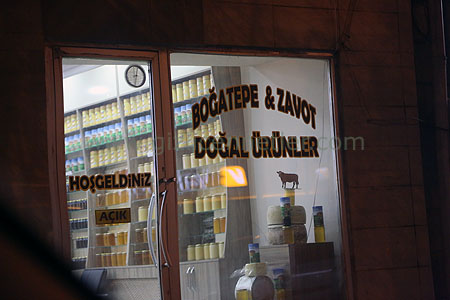 BOĞATEPE & ZAVOT
DOĞAL ÜRÜNLER
HOŞGELDİNİZ
AÇIK